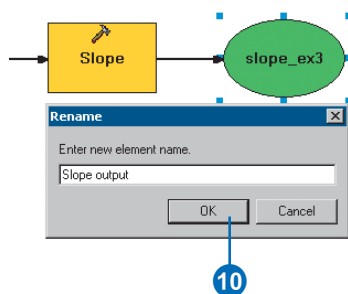 Slope
slope_ex3
Rename
Enter new element name.
Slope output
OK
Cancel
10